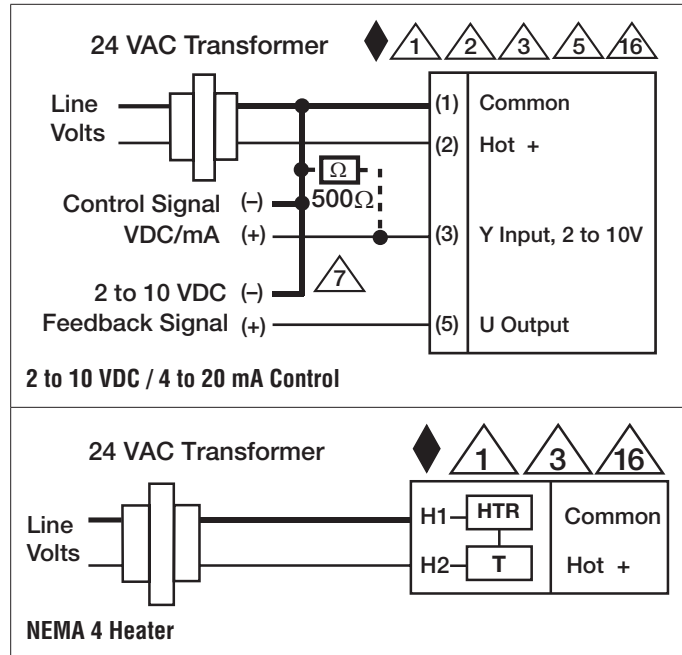 24 VAC Transformer 1 2 3 5 16
Line Volts
(1) Common
(2) Hot +
Ω
500Ω
Control Signal (–)
VDC/mA (+)
(3) Y Input, 2 to 10V
7
2 to 10 VDC (–)
Feedback Signal (+)
(5) U Output
2 to 10 VDC / 4 to 20 mA Control
24 VAC Transformer 1 3 16
Line Volts
H1 HTR Common
H2 T Hot +
NEMA 4 Heater